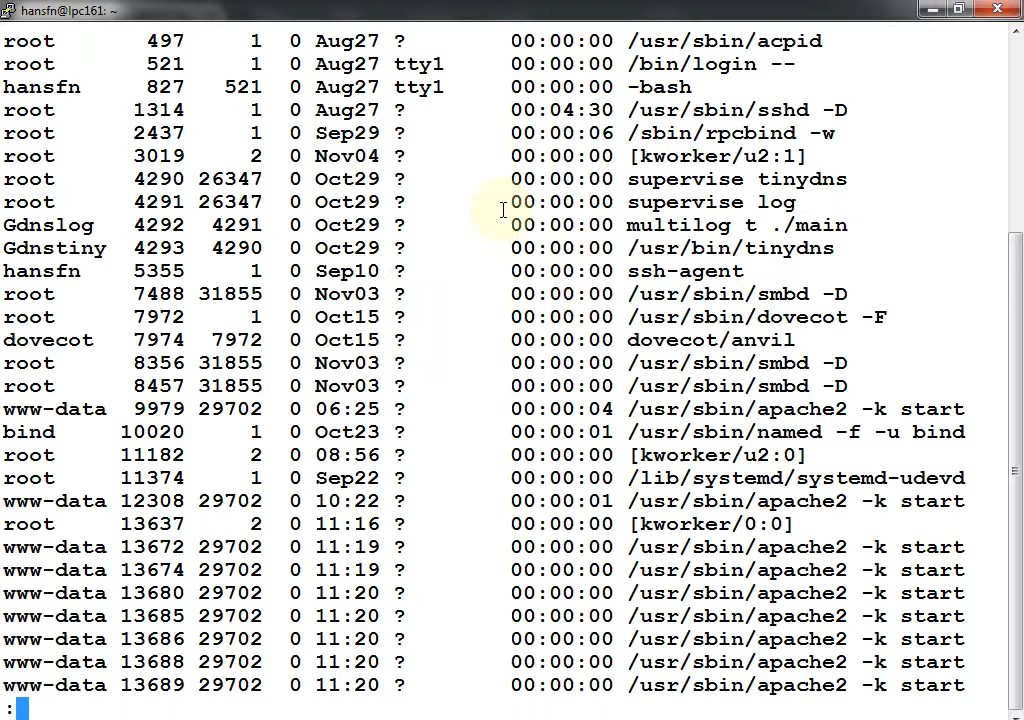 hansfn@lpc161: ~
root 497 1 0 Aug27 ? 00:00:00 /usr/sbin/acpid
root 521 1 0 Aug27 tty1 00:00:00 /bin/login --
hansfn 827 521 0 Aug27 tty1 00:00:00 -bash
root 1314 1 0 Aug27 ? 00:04:30 /usr/sbin/sshd -D
root 2437 1 0 Sep29 ? 00:00:06 /sbin/rpcbind -w
root 3019 2 0 Nov04 ? 00:00:00 [kworker/u2:1]
root 4290 26347 0 Oct29 ? 00:00:00 supervise tinydns
root 4291 26347 0 Oct29 ? 00:00:00 supervise log
Gdnslog 4292 4291 0 Oct29 ? 00:00:00 multilog t ./main
Gdnstiny 4293 4290 0 Oct29 ? 00:00:00 /usr/bin/tinydns
hansfn 5355 1 0 Sep10 ? 00:00:00 ssh-agent
root 7488 31855 0 Nov03 ? 00:00:00 /usr/sbin/smbd -D
root 7972 1 0 Oct15 ? 00:00:00 /usr/sbin/dovecot -F
dovecot 7974 7972 0 Oct15 ? 00:00:00 dovecot/anvil
root 8356 31855 0 Nov03 ? 00:00:00 /usr/sbin/smbd -D
root 8457 31855 0 Nov03 ? 00:00:00 /usr/sbin/smbd -D
www-data 9979 29702 0 06:25 ? 00:00:04 /usr/sbin/apache2 -k start
bind 10020 1 0 Oct23 ? 00:00:01 /usr/sbin/named -f -u bind
root 11182 2 0 08:56 ? 00:00:00 [kworker/u2:0]
root 11374 1 0 Sep22 ? 00:00:00 /lib/systemd/systemd-udevd
www-data 12308 29702 0 10:22 ? 00:00:01 /usr/sbin/apache2 -k start
root 13637 2 0 11:16 ? 00:00:00 [kworker/0:0]
www-data 13672 29702 0 11:19 ? 00:00:00 /usr/sbin/apache2 -k start
www-data 13674 29702 0 11:19 ? 00:00:00 /usr/sbin/apache2 -k start
www-data 13680 29702 0 11:20 ? 00:00:00 /usr/sbin/apache2 -k start
www-data 13685 29702 0 11:20 ? 00:00:00 /usr/sbin/apache2 -k start
www-data 13686 29702 0 11:20 ? 00:00:00 /usr/sbin/apache2 -k start
www-data 13688 29702 0 11:20 ? 00:00:00 /usr/sbin/apache2 -k start
www-data 13689 29702 0 11:20 ? 00:00:00 /usr/sbin/apache2 -k start
: